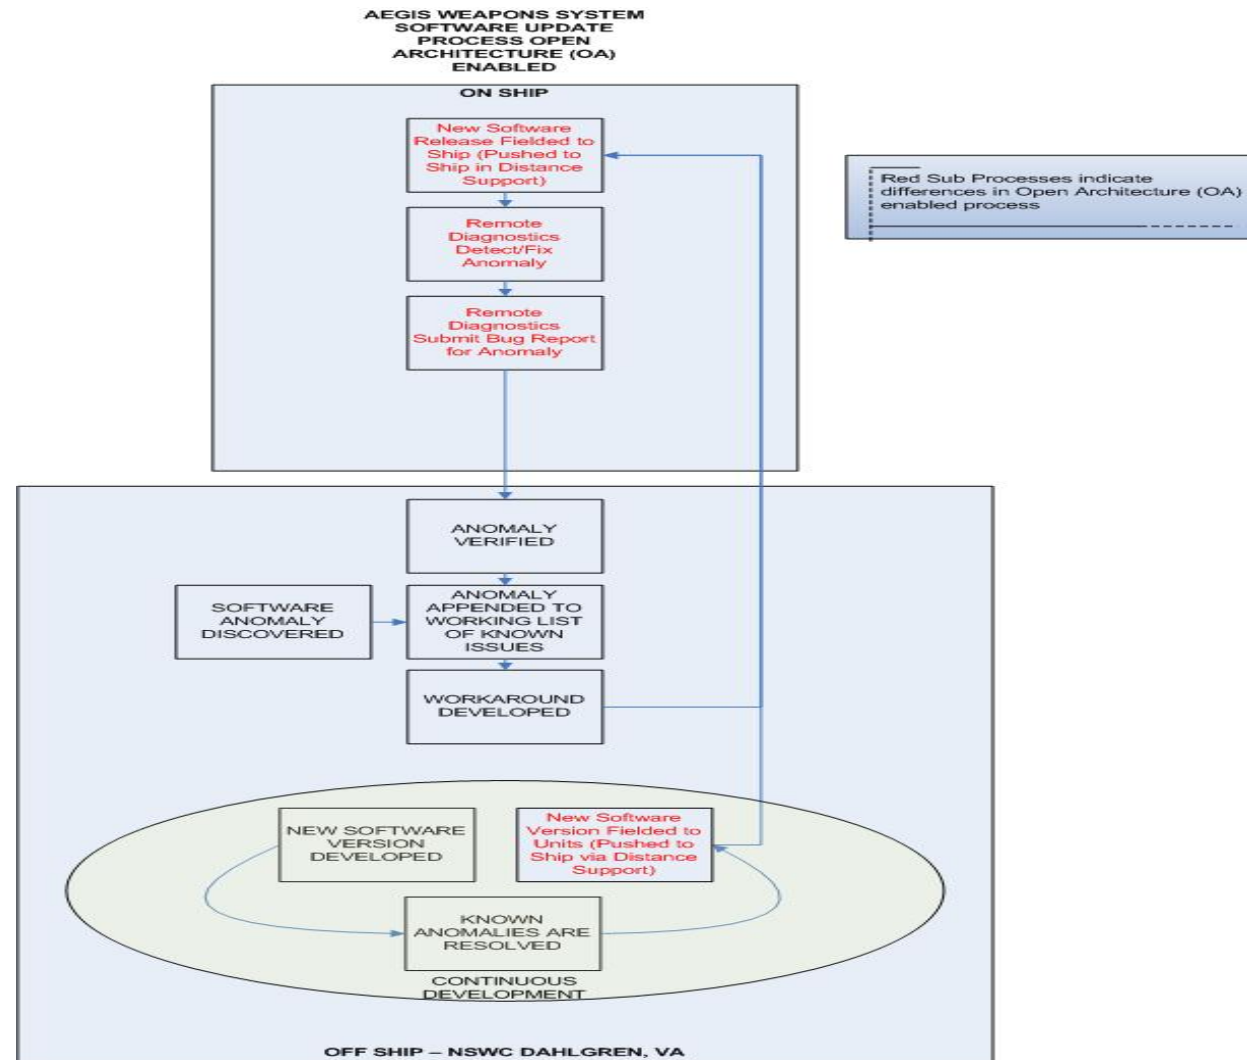 AEGIS WEAPONS SYSTEM
SOFTWARE UPDATE
PROCESS OPEN
ARCHITECTURE (OA)
ENABLED
ON SHIP
New Software
Release Fielded to
Ship (Pushed to
Ship in Distance
Support)
Red Sub Processes indicate
differences in Open Architecture (OA)
enabled process
Remote
Diagnostics
Detect/Fix
Anomaly
Remote
Diagnostics
Submit Bug Report
for Anomaly
ANOMALY
VERIFIED
SOFTWARE
ANOMALY
DISCOVERED
ANOMALY
APPENDED TO
WORKING LIST
OF KNOWN
ISSUES
WORKAROUND
DEVELOPED
NEW SOFTWARE
VERSION
DEVELOPED
New Software
Version Fielded to
Units (Pushed to
Ship via Distance
Support)
KNOWN
ANOMALIES ARE
RESOLVED
CONTINUOUS
DEVELOPMENT
OFF SHIP – NSWC DAHLGREN, VA